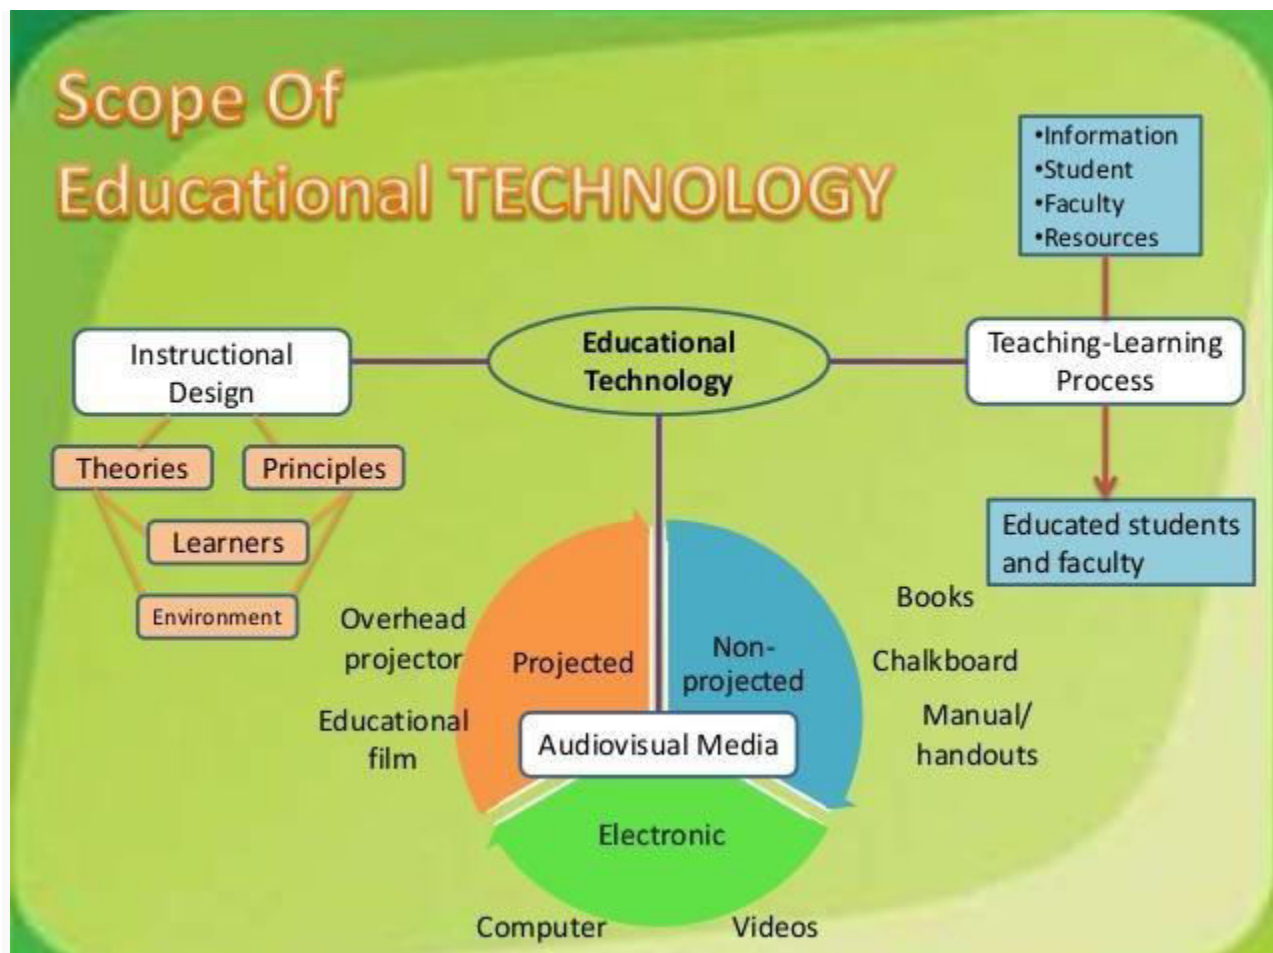 Scope Of
Educational TECHNOLOGY
•Information
•Student
•Faculty
•Resources
Instructional
Design
Educational
Technology
Teaching-Learning
Process
Theories
Principles
Learners
Environment
Educated students
and faculty
Overhead
projector
Educational
film
Projected
Non-
projected
Books
Chalkboard
Manual/
handouts
Audiovisual Media
Electronic
Computer
Videos